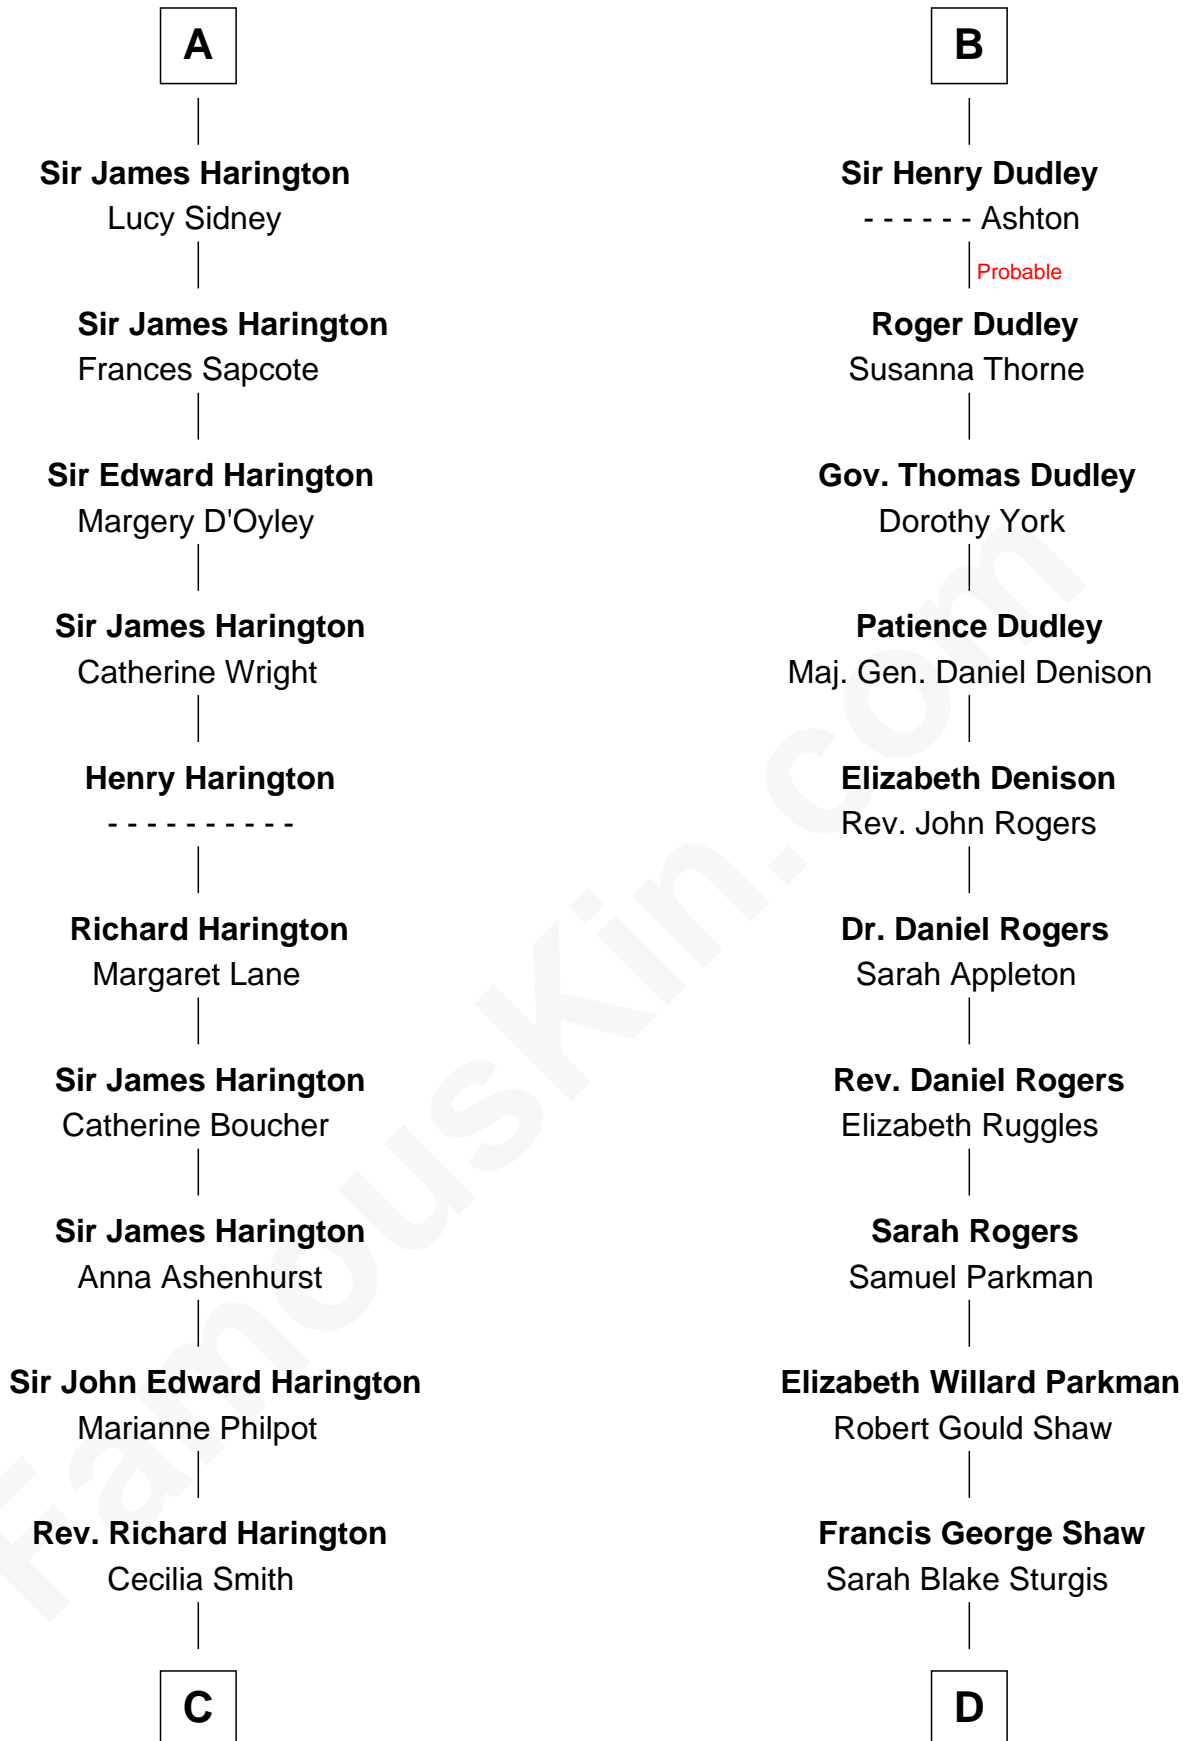 A
Sir James Harington
Lucy Sidney
Sir James Harington
Frances Sapcote
Sir Edward Harington
Margery D'Oyley
Sir James Harington
Catherine Wright
Henry Harington
- - - - - - - - - -
Richard Harington
Margaret Lane
Sir James Harington
Catherine Boucher
Sir James Harington
Anna Ashenhurst
Sir John Edward Harington
Marianne Philpot
Rev. Richard Harington
Cecilia Smith
C
B
Sir Henry Dudley
- - - - - - Ashton
Probable
Roger Dudley
Susanna Thorne
Gov. Thomas Dudley
Dorothy York
Patience Dudley
Maj. Gen. Daniel Denison
Elizabeth Denison
Rev. John Rogers
Dr. Daniel Rogers
Sarah Appleton
Rev. Daniel Rogers
Elizabeth Ruggles
Sarah Rogers
Samuel Parkman
Elizabeth Willard Parkman
Robert Gould Shaw
Francis George Shaw
Sarah Blake Sturgis
D
FamousKin.com